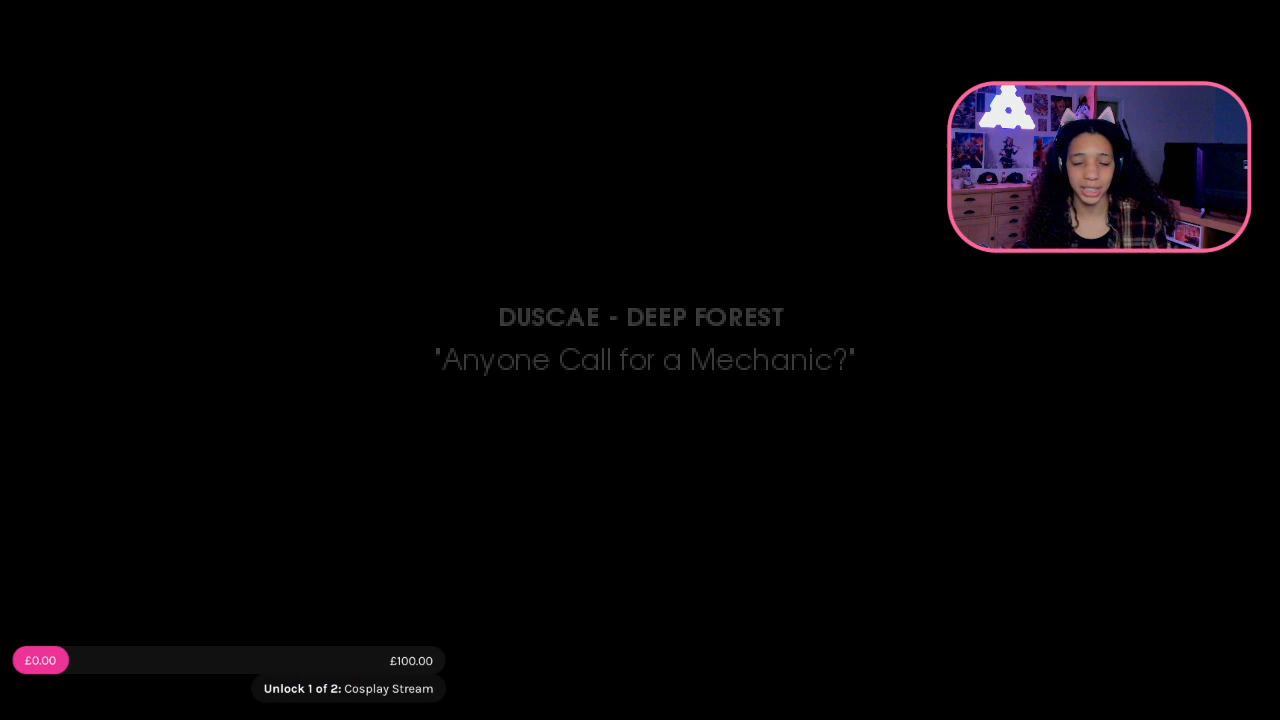 DUSCAE - DEEP FOREST
"Anyone Call for a Mechanic?"
£0.00 £100.00
Unlock 1 of 2: Cosplay Stream